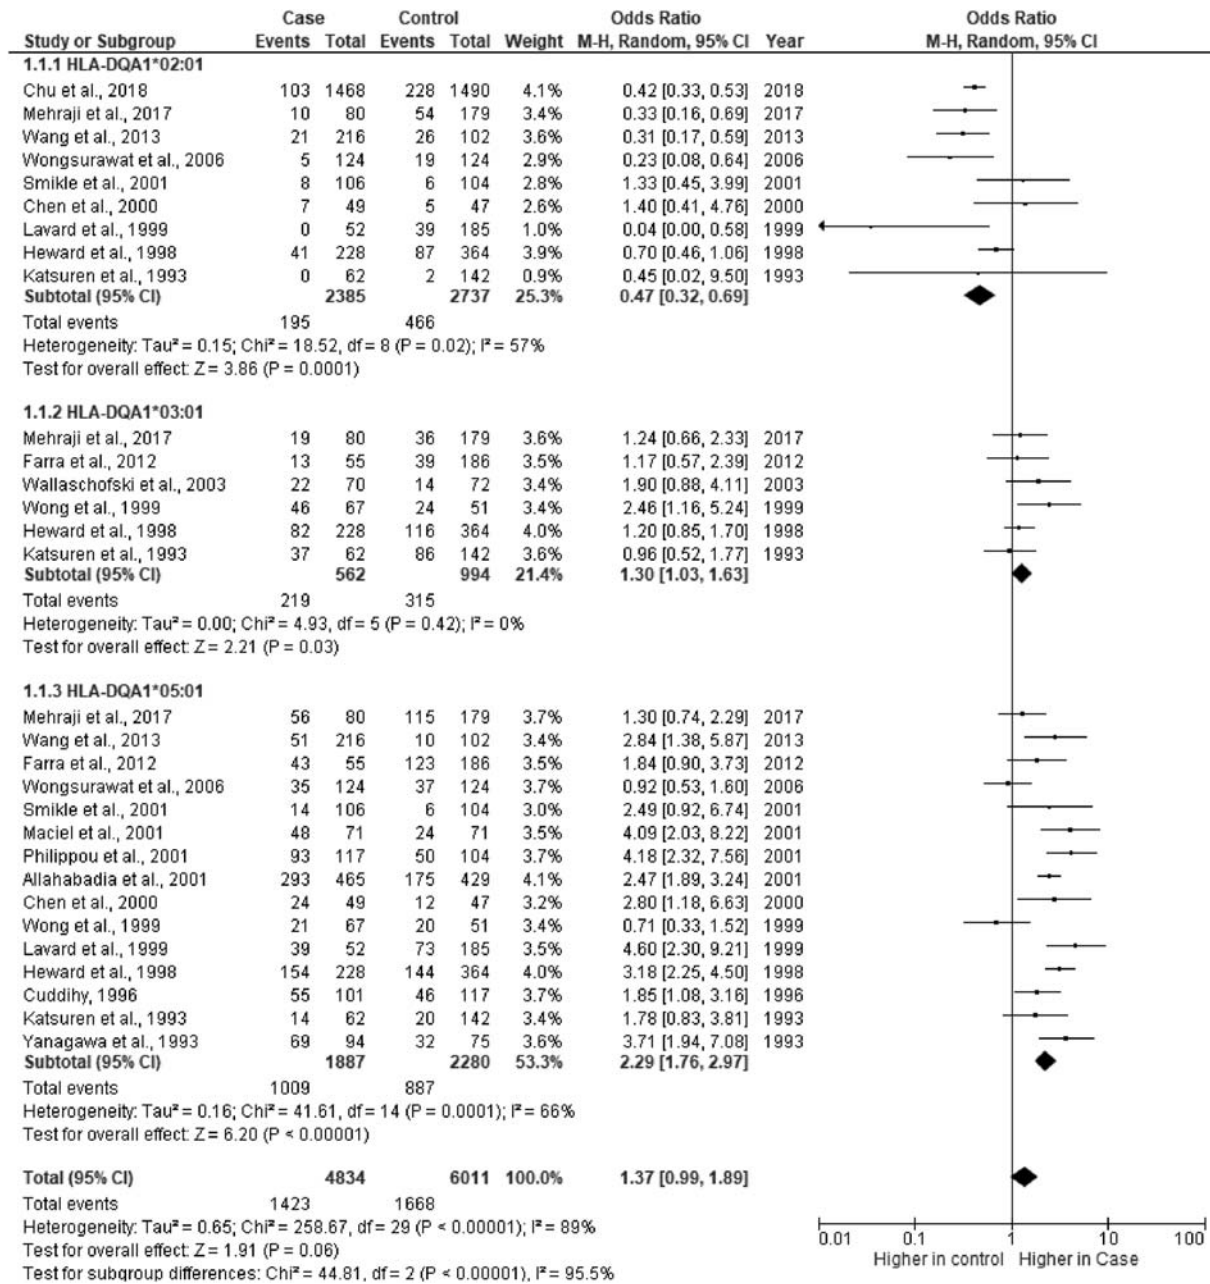 Case Control Odds Ratio Odds Ratio
Study or Subgroup Events Total Events Total Weight M-H, Random, 95% CI Year M-H, Random, 95% CI
1.1.1 HLA-DQA1*02:01
Chu et al., 2018 103 1468 228 1490 4.1% 0.42 [0.33, 0.53] 2018
Mehraji et al., 2017 10 80 54 179 3.4% 0.33 [0.16, 0.69] 2017
Wang et al., 2013 21 216 26 102 3.6% 0.31 [0.17, 0.59] 2013
Wongsurawat et al., 2006 5 124 19 124 2.9% 0.23 [0.08, 0.64] 2006
Smikle et al., 2001 8 106 6 104 2.8% 1.33 [0.45, 3.99] 2001
Chen et al., 2000 7 49 5 47 2.6% 1.40 [0.41, 4.76] 2000
Lavard et al., 1999 0 52 39 185 1.0% 0.04 [0.00, 0.58] 1999
Heward et al., 1998 41 228 87 364 3.9% 0.70 [0.46, 1.06] 1998
Katsuren et al., 1993 0 62 2 142 0.9% 0.45 [0.02, 9.50] 1993
Subtotal (95% CI) 2385 2737 25.3% 0.47 [0.32, 0.69]
Total events 195 466
Heterogeneity: Tau² = 0.15; Chi² = 18.52, df = 8 (P = 0.02); I² = 57%
Test for overall effect: Z = 3.86 (P = 0.0001)
1.1.2 HLA-DQA1*03:01
Mehraji et al., 2017 19 80 36 179 3.6% 1.24 [0.66, 2.33] 2017
Farra et al., 2012 13 55 39 186 3.5% 1.17 [0.57, 2.39] 2012
Wallaschofski et al., 2003 22 70 14 72 3.4% 1.90 [0.88, 4.11] 2003
Wong et al., 1999 46 67 24 51 3.4% 2.46 [1.16, 5.24] 1999
Heward et al., 1998 82 228 116 364 4.0% 1.20 [0.85, 1.70] 1998
Katsuren et al., 1993 37 62 86 142 3.6% 0.96 [0.52, 1.77] 1993
Subtotal (95% CI) 562 994 21.4% 1.30 [1.03, 1.63]
Total events 219 315
Heterogeneity: Tau² = 0.00; Chi² = 4.93, df = 5 (P = 0.42); I² = 0%
Test for overall effect: Z = 2.21 (P = 0.03)
1.1.3 HLA-DQA1*05:01
Mehraji et al., 2017 56 80 115 179 3.7% 1.30 [0.74, 2.29] 2017
Wang et al., 2013 51 216 10 102 3.4% 2.84 [1.38, 5.87] 2013
Farra et al., 2012 43 55 123 186 3.5% 1.84 [0.90, 3.73] 2012
Wongsurawat et al., 2006 35 124 37 124 3.8% 0.92 [0.53, 1.60] 2006
Smikle et al., 2001 14 106 6 104 3.0% 2.49 [0.92, 6.74] 2001
Maciel et al., 2001 48 71 24 71 3.5% 4.09 [2.03, 8.22] 2001
Philippou et al., 2001 93 117 50 104 3.7% 4.18 [2.32, 7.56] 2001
Allahabadia et al., 2001 293 465 175 429 4.1% 2.47 [1.89, 3.24] 2001
Chen et al., 2000 24 49 12 47 3.2% 2.80 [1.18, 6.63] 2000
Wong et al., 1999 21 67 20 51 3.4% 0.71 [0.33, 1.52] 1999
Lavard et al., 1999 39 52 73 185 3.5% 4.60 [2.30, 9.21] 1999
Heward et al., 1998 154 228 144 364 4.0% 3.18 [2.25, 4.50] 1998
Cuddihy, 1996 55 101 46 117 3.7% 1.85 [1.08, 3.16] 1996
Katsuren et al., 1993 14 62 20 142 3.4% 1.78 [0.83, 3.81] 1993
Yanagawa et al., 1993 69 94 32 75 3.6% 3.71 [1.94, 7.08] 1993
Subtotal (95% CI) 1887 2280 53.3% 2.29 [1.76, 2.97]
Total events 1009 887
Heterogeneity: Tau² = 0.16; Chi² = 41.61, df = 14 (P = 0.0001); I² = 66%
Test for overall effect: Z = 6.20 (P < 0.00001)
Total (95% CI) 4834 6011 100.0% 1.37 [0.99, 1.89]
Total events 1423 1668
Heterogeneity: Tau² = 0.65; Chi² = 258.67, df = 29 (P < 0.00001); I² = 89%
Test for overall effect: Z = 1.91 (P = 0.06)
Test for subgroup differences: Chi² = 44.81, df = 2 (P < 0.00001), I² = 95.5%
0.01 0.1 1 10 100
Higher in control Higher in Case